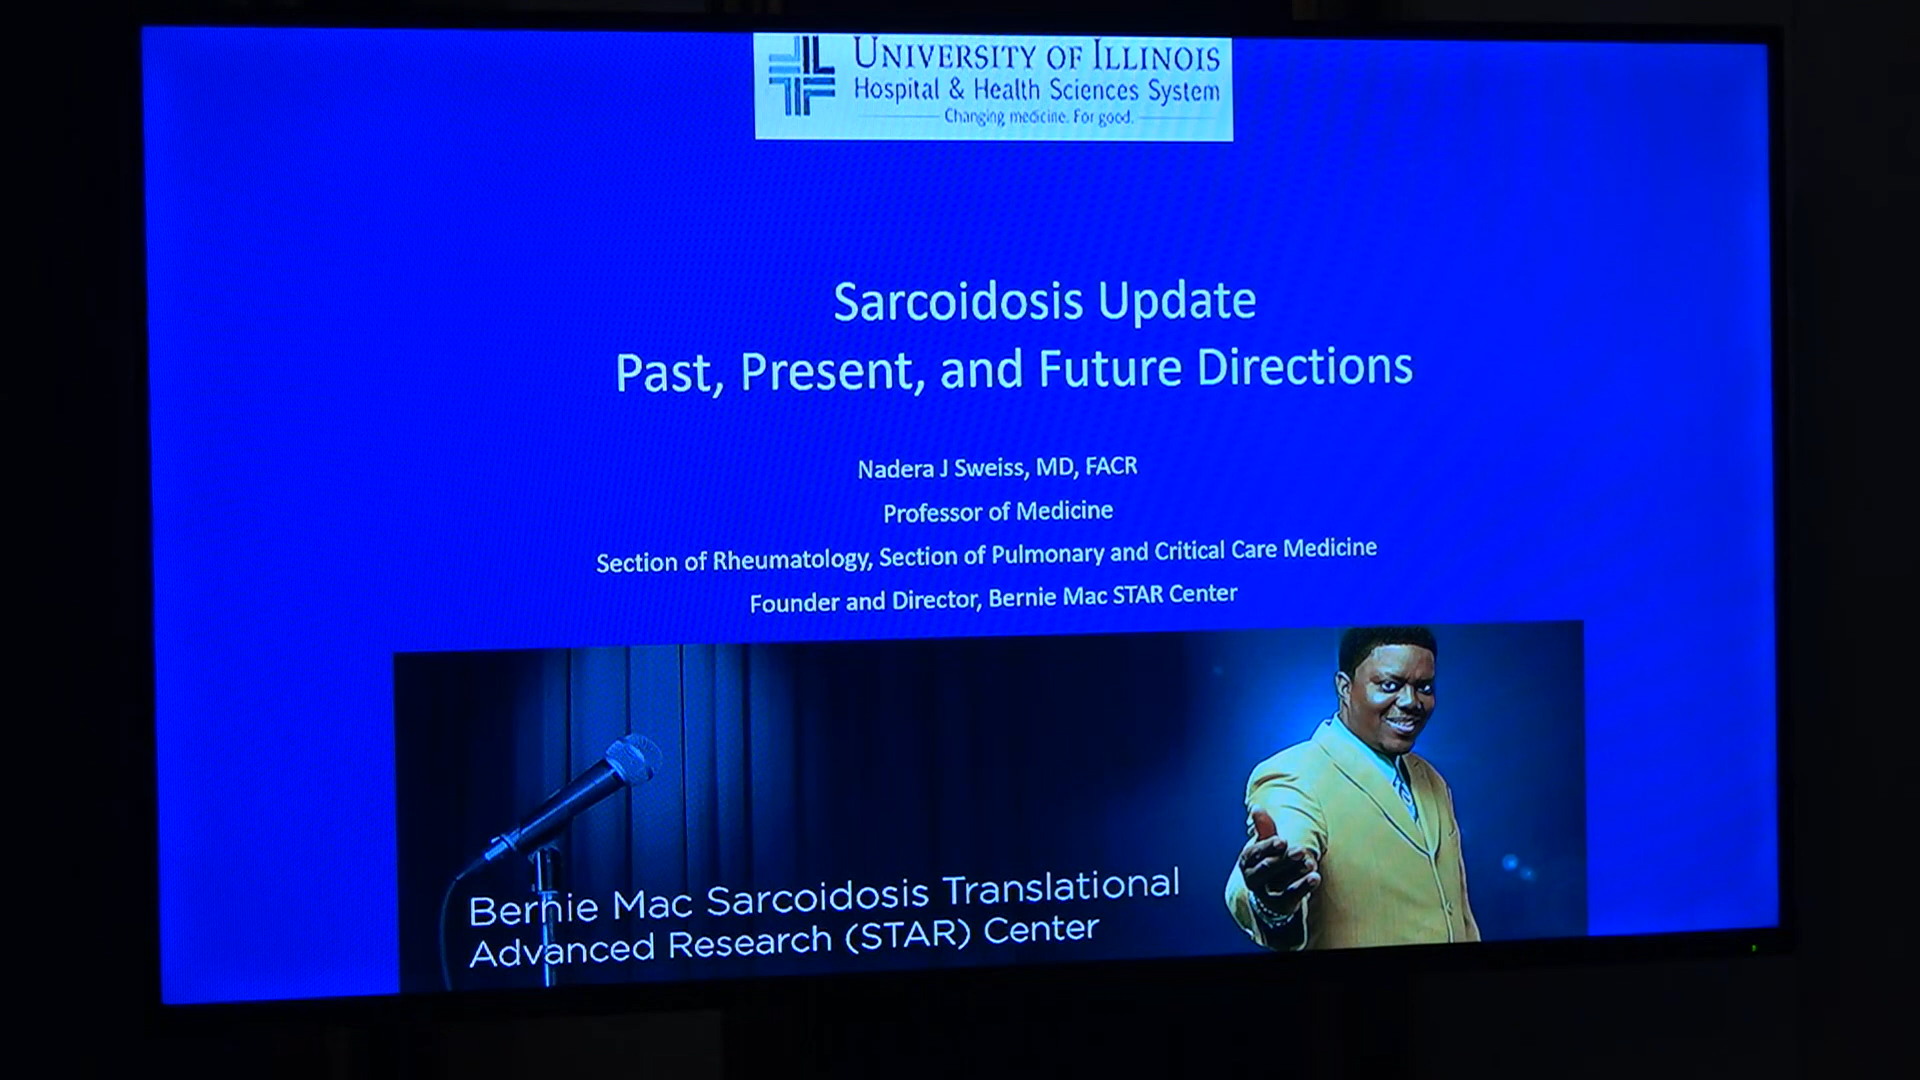 UNIVERSITY OF ILLINOIS
Hospital & Health Sciences System
Changing medicine. For good.
Sarcoidosis Update
Past, Present, and Future Directions
Nadera J Sweiss, MD, FACR
Professor of Medicine
Section of Rheumatology, Section of Pulmonary and Critical Care Medicine
Founder and Director, Bernie Mac STAR Center
Bernie Mac Sarcoidosis Translational
Advanced Research (STAR) Center